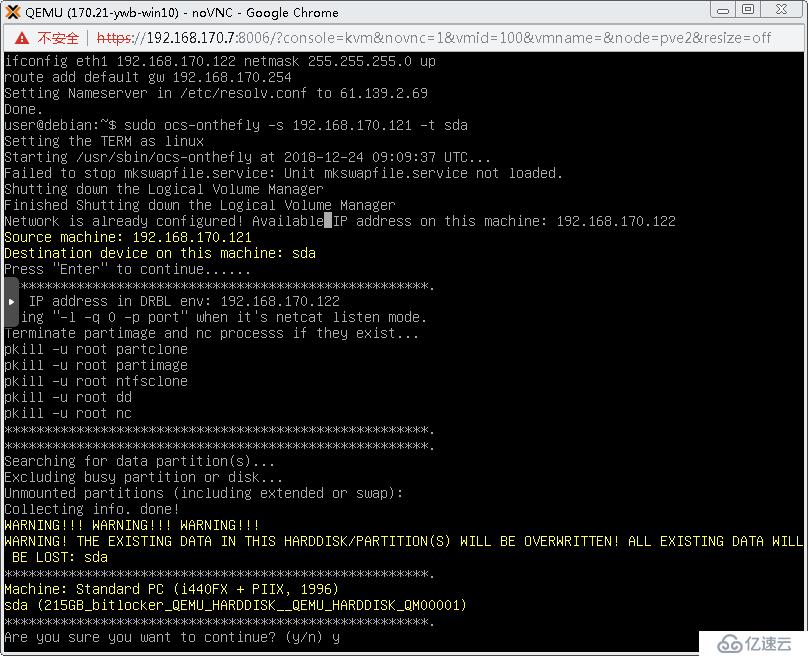 QEMU (170.21-ywb-win10) - noVNC - Google Chrome
不安全 | https://192.168.170.7:8006/?console=kvm&novnc=1&vmid=100&vmname=&node=pve2&resize=off
ifconfig eth1 192.168.170.122 netmask 255.255.255.0 up
route add default gw 192.168.170.254
Setting Nameserver in /etc/resolv.conf to 61.139.2.69
Done.
user@debian:~$ sudo ocs-onthefly -s 192.168.170.121 -t sda
Setting the TERM as linux
Starting /usr/sbin/ocs-onthefly at 2018-12-24 09:09:37 UTC...
Failed to stop mkswapfile.service: Unit mkswapfile.service not loaded.
Shutting down the Logical Volume Manager
Finished Shutting down the Logical Volume Manager
Network is already configured! Available IP address on this machine: 192.168.170.122
Source machine: 192.168.170.121
Destination device on this machine: sda
Press "Enter" to continue......
*****************************************************.
IP address in DRBL env: 192.168.170.122
ing "-l -q 0 -p port" when it's netcat listen mode.
Terminate partimage and nc processs if they exist...
pkill -u root partclone
pkill -u root partimage
pkill -u root ntfsclone
pkill -u root dd
pkill -u root nc
*****************************************************.
*****************************************************.
Searching for data partition(s)...
Excluding busy partition or disk...
Unmounted partitions (including extended or swap):
Collecting info. done!
WARNING!!! WARNING!!! WARNING!!!
WARNING! THE EXISTING DATA IN THIS HARDDISK/PARTITION(S) WILL BE OVERWRITTEN! ALL EXISTING DATA WILL
BE LOST: sda
*****************************************************.
Machine: Standard PC (i440FX + PIIX, 1996)
sda (215GB_bitlocker_QEMU_HARDDISK__QEMU_HARDDISK_QM00001)
*****************************************************.
Are you sure you want to continue? (y/n) y
亿速云